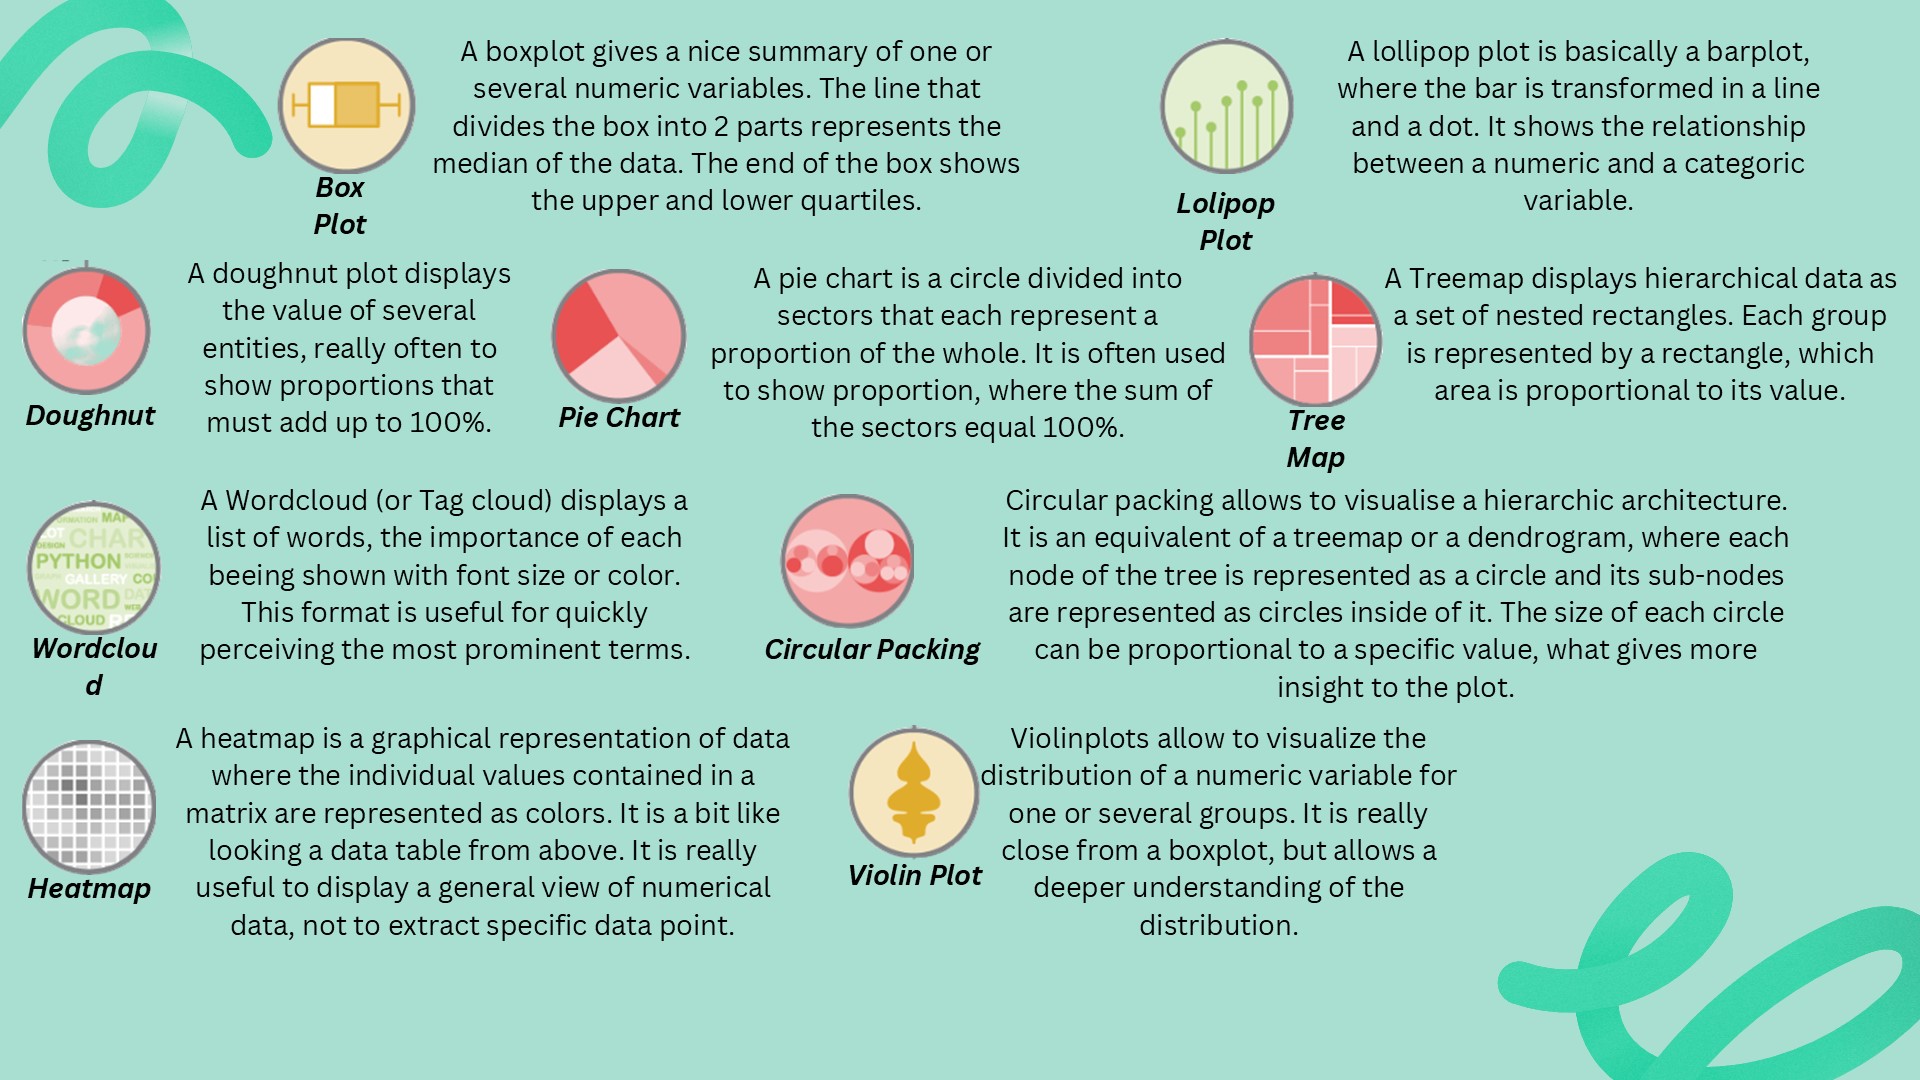 A boxplot gives a nice summary of one or
several numeric variables. The line that
divides the box into 2 parts represents the
median of the data. The end of the box shows
the upper and lower quartiles.
Box
Plot
A lollipop plot is basically a barplot,
where the bar is transformed in a line
and a dot. It shows the relationship
between a numeric and a categoric
variable.
Lolipop
Plot
A doughnut plot displays
the value of several
entities, really often to
show proportions that
must add up to 100%.
Doughnut
A pie chart is a circle divided into
sectors that each represent a
proportion of the whole. It is often used
to show proportion, where the sum of
the sectors equal 100%.
Pie Chart
A Treemap displays hierarchical data as
a set of nested rectangles. Each group
is represented by a rectangle, which
area is proportional to its value.
Tree
Map
MAP
CHAR
DESIGN
PYTHON
GALLERY CO
WORD DAT
WEB
CLOUD
A Wordcloud (or Tag cloud) displays a
list of words, the importance of each
beeing shown with font size or color.
This format is useful for quickly
perceiving the most prominent terms.
Wordclou
d
Circular packing allows to visualise a hierarchic architecture.
It is an equivalent of a treemap or a dendrogram, where each
node of the tree is represented as a circle and its sub-nodes
are represented as circles inside of it. The size of each circle
can be proportional to a specific value, what gives more
insight to the plot.
Circular Packing
A heatmap is a graphical representation of data
where the individual values contained in a
matrix are represented as colors. It is a bit like
looking a data table from above. It is really
useful to display a general view of numerical
data, not to extract specific data point.
Heatmap
Violinplots allow to visualize the
distribution of a numeric variable for
one or several groups. It is really
close from a boxplot, but allows a
deeper understanding of the
distribution.
Violin Plot